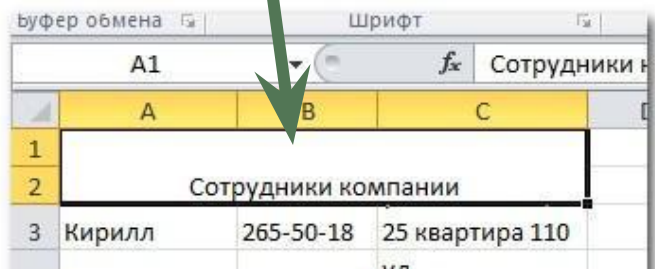 Буфер обмена Шрифт
A1 fx Сотрудники
A B C
1
2 Сотрудники компании
3 Кирилл 265-50-18 25 квартира 110